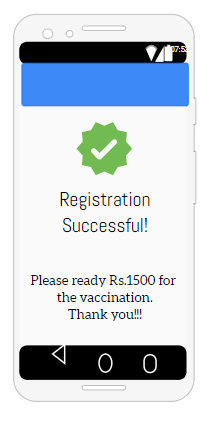 Registration
Successful!
Please ready Rs.1500 for
the vaccination.
Thank you!!!